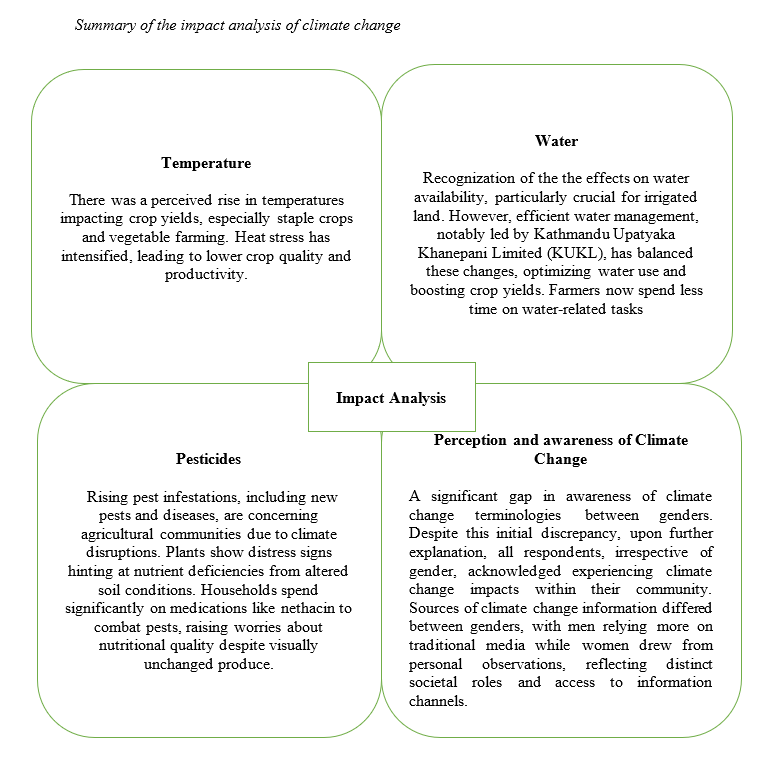 Summary of the impact analysis of climate change
Temperature
There was a perceived rise in temperatures
impacting crop yields, especially staple crops
and vegetable farming. Heat stress has
intensified, leading to lower crop quality and
productivity.
Water
Recognization of the the effects on water
availability, particularly crucial for irrigated
land. However, efficient water management,
notably led by Kathmandu Upatyaka
Khanepani Limited (KUKL), has balanced
these changes, optimizing water use and
boosting crop yields. Farmers now spend less
time on water-related tasks
Impact Analysis
Pesticides
Rising pest infestations, including new
pests and diseases, are concerning
agricultural communities due to climate
disruptions. Plants show distress signs
hinting at nutrient deficiencies from altered
soil conditions. Households spend
significantly on medications like nethacin to
combat pests, raising worries about
nutritional quality despite visually
unchanged produce.
Perception and awareness of Climate
Change
A significant gap in awareness of climate
change terminologies between genders.
Despite this initial discrepancy, upon further
explanation, all respondents, irrespective of
gender, acknowledged experiencing climate
change impacts within their community.
Sources of climate change information differed
between genders, with men relying more on
traditional media while women drew from
personal observations, reflecting distinct
societal roles and access to information
channels.